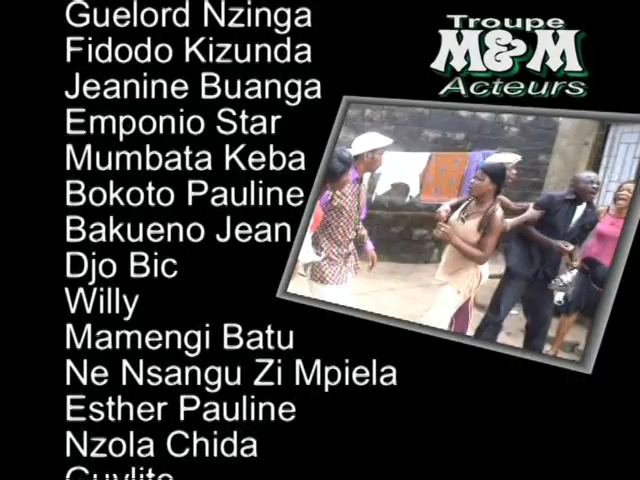 Guelord Nzinga
Fidodo Kizunda
Jeanine Buanga
Emponio Star
Mumbata Keba
Bokoto Pauline
Bakueno Jean
Djo Bic
Willy
Mamengi Batu
Ne Nsangu Zi Mpiela
Esther Pauline
Nzola Chida
Guylito
Troupe
M&M
Acteurs